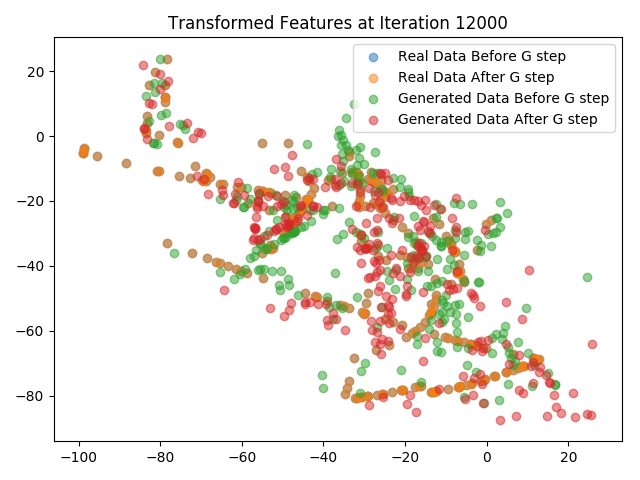 Transformed Features at Iteration 12000
Real Data Before G step
Real Data After G step
Generated Data Before G step
Generated Data After G step
20
0
−20
−40
−60
−80
−100
−80
−60
−40
−20
0
20